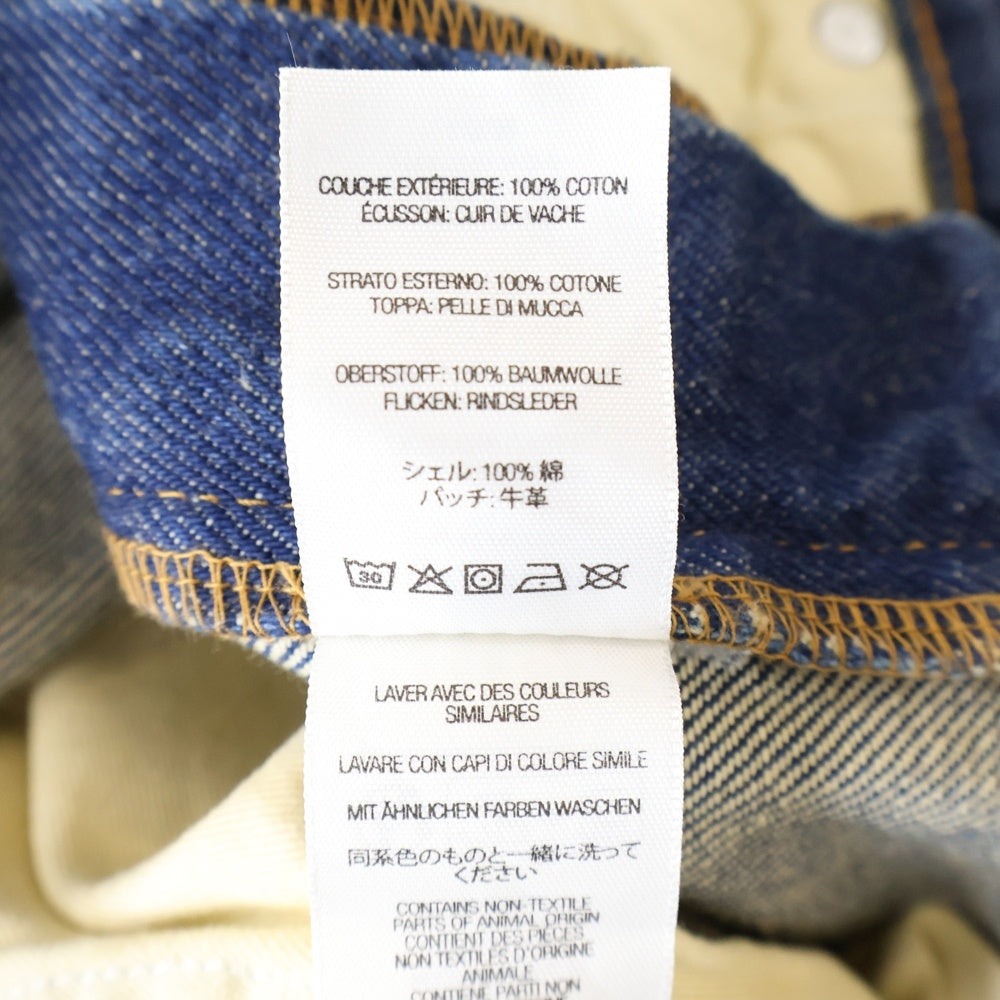 COUCHE EXTÉRIEURE: 100% COTON
ÉCUSSON: CUIR DE VACHE
STRATO ESTERNO: 100% COTONE
TOPPA: PELLE DI MUCCA
OBERSTOFF: 100% BAUMWOLLE
FLICKEN: RINDSLEDER
シェル: 100% 綿
パッチ: 牛革
30
LAVER AVEC DES COULEURS
SIMILAIRES
LAVARE CON CAPI DI COLORE SIMILE
MIT ÄHNLICHEN FARBEN WASCHEN
同系色のものと一緒に洗って
ください
CONTAINS NON-TEXTILE
PARTS OF ANIMAL ORIGIN
CONTIENT DES PIÈCES
NON TEXTILES D'ORIGINE
ANIMALE
CONTIENE PARTI NON